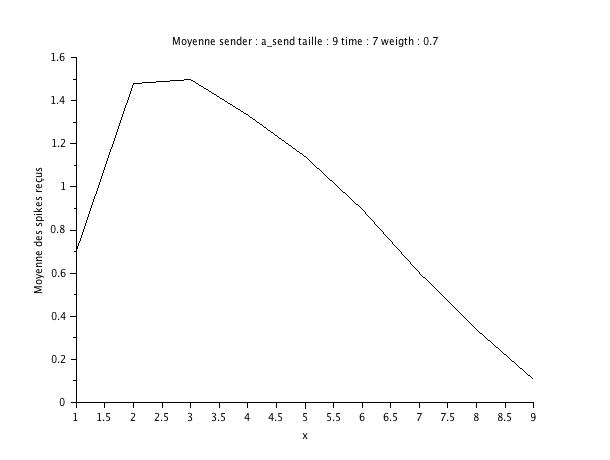 Moyenne sender : a_send taille : 9 time : 7 weigth : 0.7
1.6
1.4
1.2
1
0.8
0.6
0.4
0.2
0
Moyenne des spikes reçus
1 1.5 2 2.5 3 3.5 4 4.5 5 5.5 6 6.5 7 7.5 8 8.5 9
x